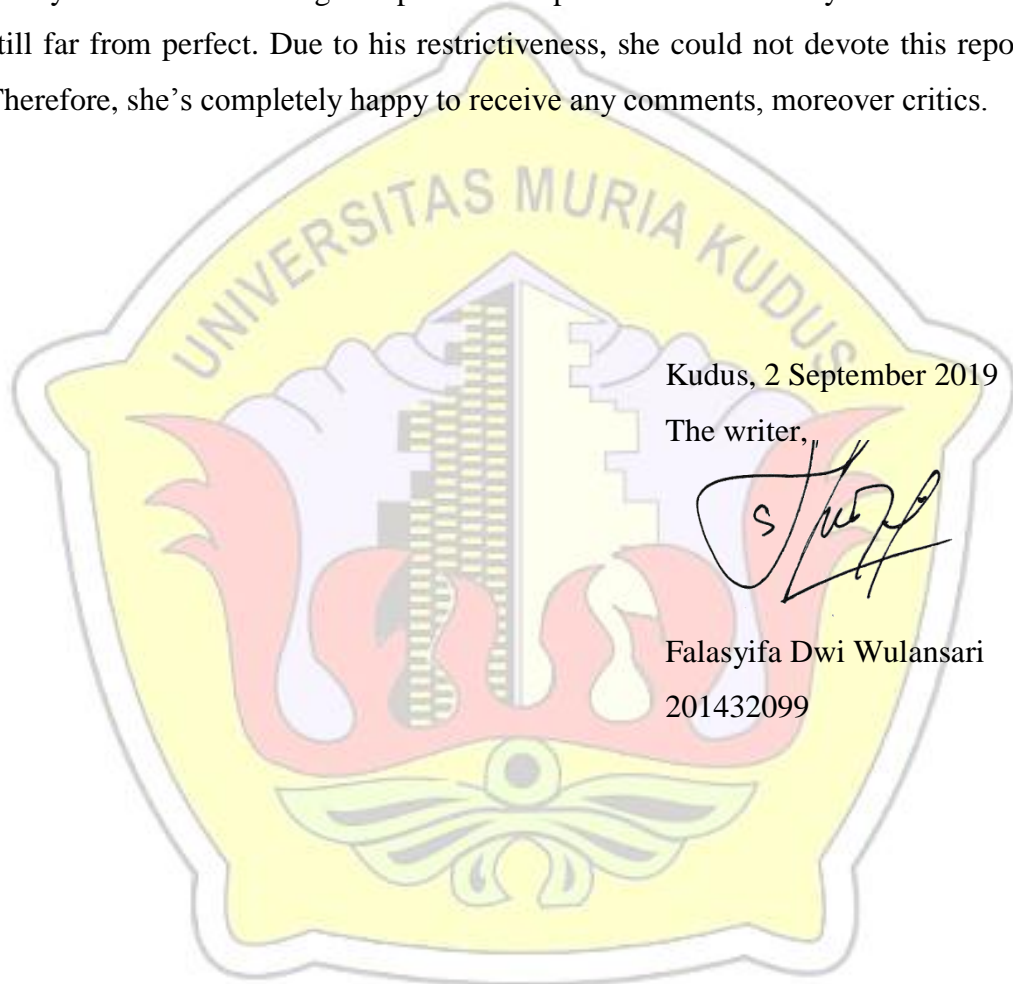 till far from perfect. Due to his restrictiveness, she could not devote this repo
Therefore, she's completely happy to receive any comments, moreover critics.
UNIVERSITAS MURIA KUDUS
Kudus, 2 September 2019
The writer,
Falasyifa Dwi Wulansari
201432099